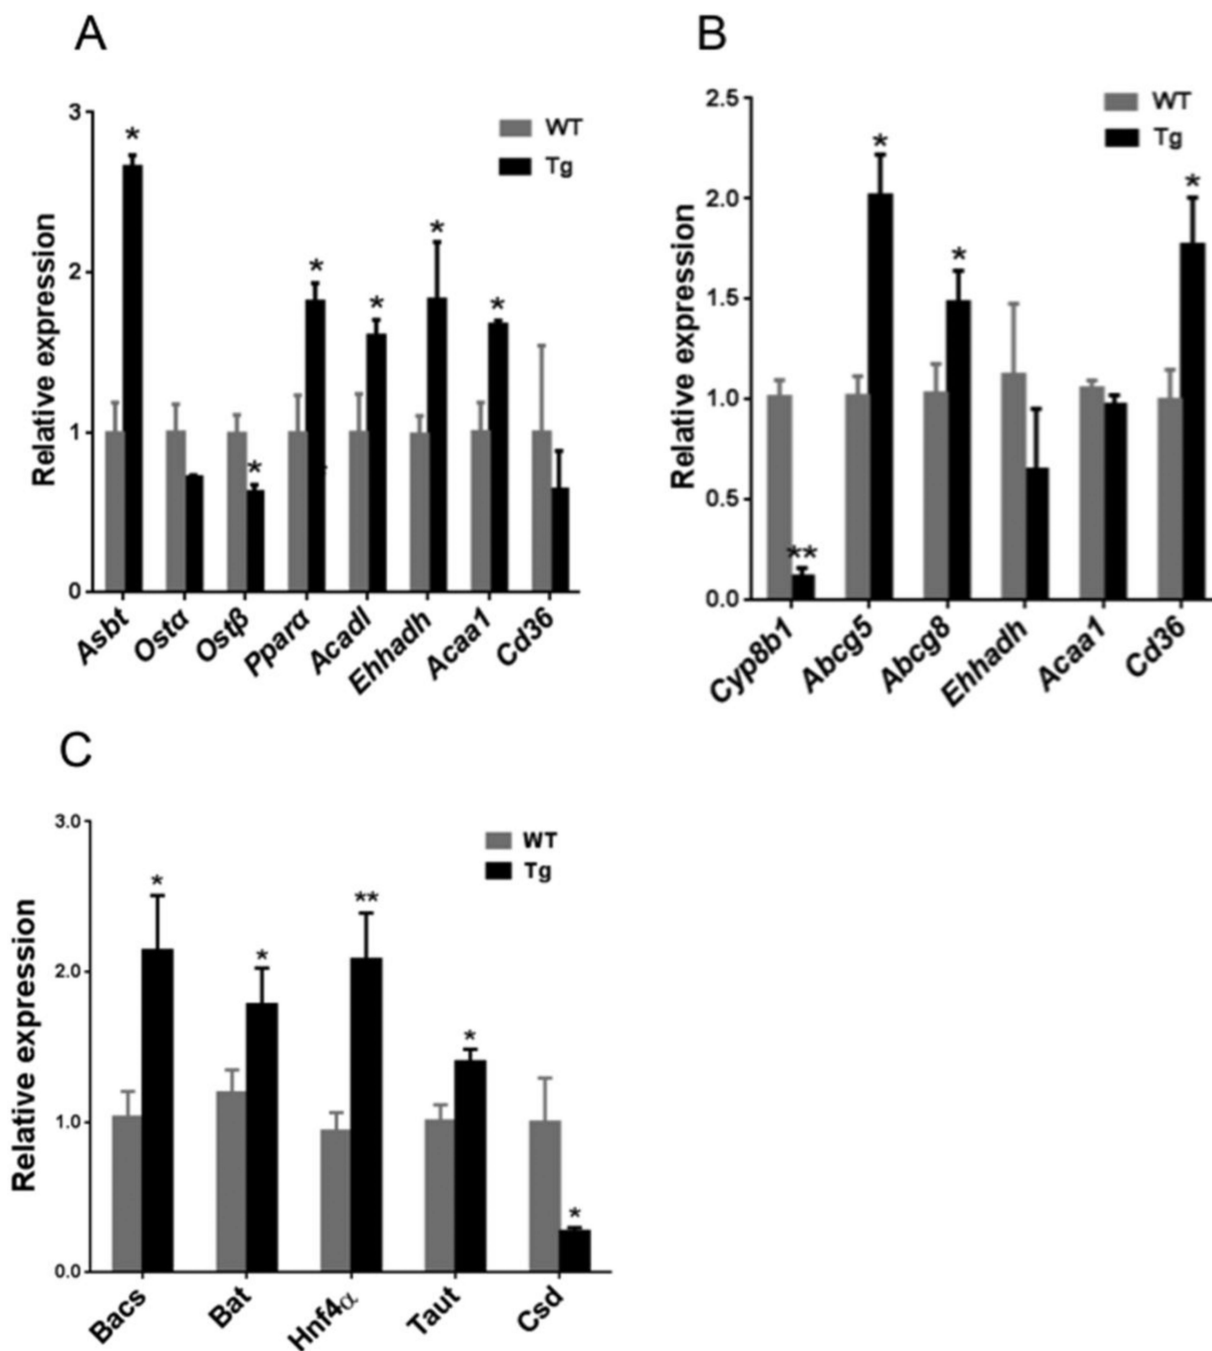 A
3
2
1
0
Relative expression
WT
Tg
*
*
*
*
*
*
Asbt
Ostα
Ostβ
Pparα
Acadl
Ehhadh
Acaa1
Cd36
B
2.5
2.0
1.5
1.0
0.5
0.0
Relative expression
WT
Tg
**
*
*
*
Cyp8b1
Abcg5
Abcg8
Ehhadh
Acaa1
Cd36
C
3.0
2.0
1.0
0.0
Relative expression
WT
Tg
*
*
**
*
*
Bacs
Bat
Hnf4α
Taut
Csd